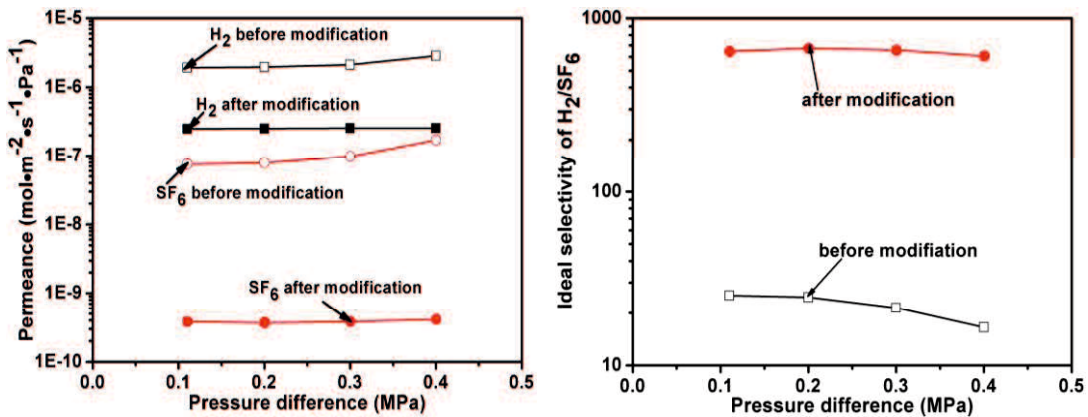 Permeance (mol•m-2•s-1•Pa-1)
1E-5
1E-6
1E-7
1E-8
1E-9
1E-10
H2 before modification
H2 after modification
SF6 before modification
SF6 after modification
0.0 0.1 0.2 0.3 0.4 0.5
Pressure difference (MPa)
Ideal selectivity of H2/SF6
1000
100
10
after modification
before modifiation
0.0 0.1 0.2 0.3 0.4 0.5
Pressure difference (MPa)